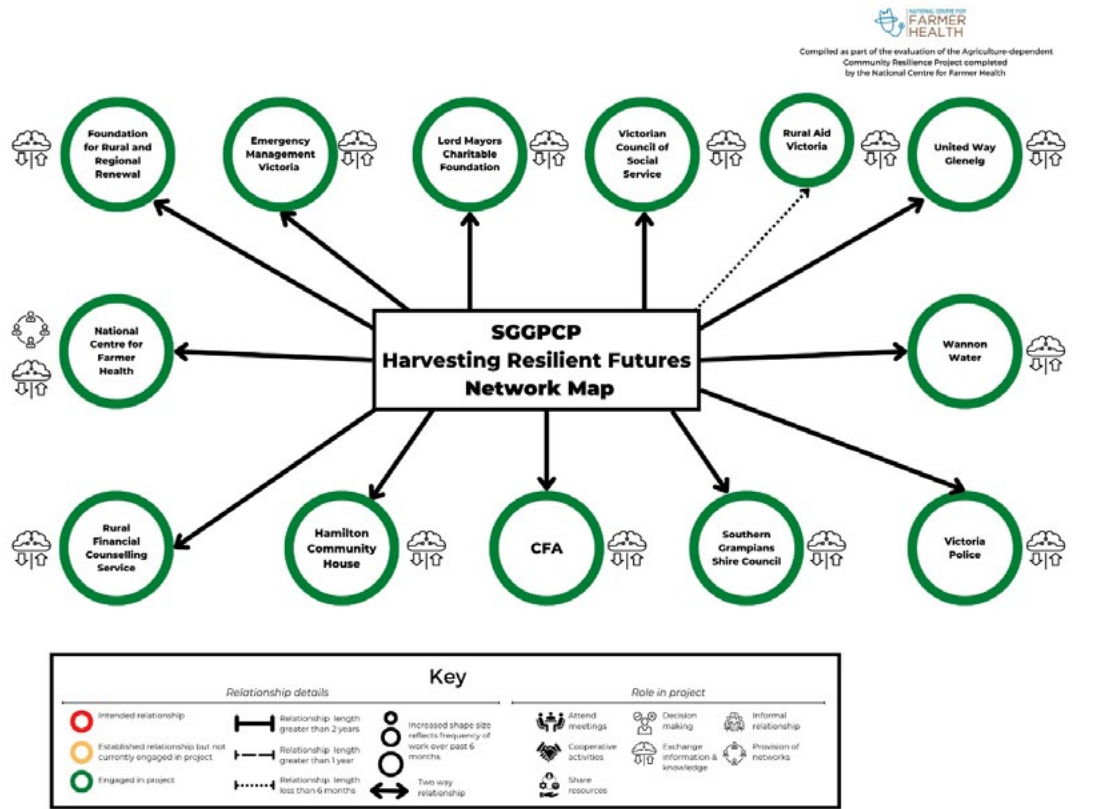 NATIONAL CENTRE FOR
FARMER
HEALTH
Compiled as part of the evaluation of the Agriculture-dependent
Community Resilience Project completed
by the National Centre for Farmer Health
Foundation
for Rural and
Regional
Renewal
Emergency
Management
Victoria
Lord Mayors
Charitable
Foundation
Victorian
Council of
Social
Service
Rural Aid
Victoria
United Way
Glenelg
National
Centre for
Farmer
Health
SGGPCP
Harvesting Resilient Futures
Network Map
Wannon
Water
Rural
Financial
Counselling
Service
Hamilton
Community
House
CFA
Southern
Grampians
Shire Council
Victoria
Police
Key
Relationship details
Intended relationship
Established relationship but not
currently engaged in project
Engaged in project
Relationship length
greater than 2 years
Relationship length
greater than 1 year
Relationship length
less than 6 months
Increased shape size
reflects frequency of
work over past 6
months.
Two way
relationship
Role in project
Attend
meetings
Cooperative
activities
Share
resources
Decision
making
Exchange
information &
knowledge
Informal
relationship
Provision of
networks